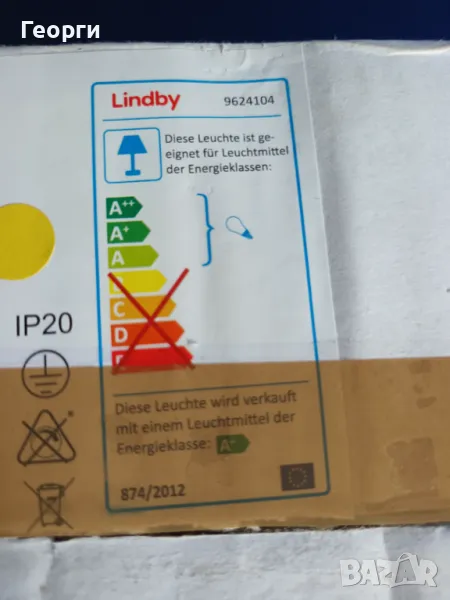 Георги
Lindby 9624104
Diese Leuchte ist ge-
eignet für Leuchtmittel
der Energieklassen:
A++
A+
A
C
D
IP20
Diese Leuchte wird verkauft
mit einem Leuchtmittel der
Energieklasse: A+
874/2012
BAZAR